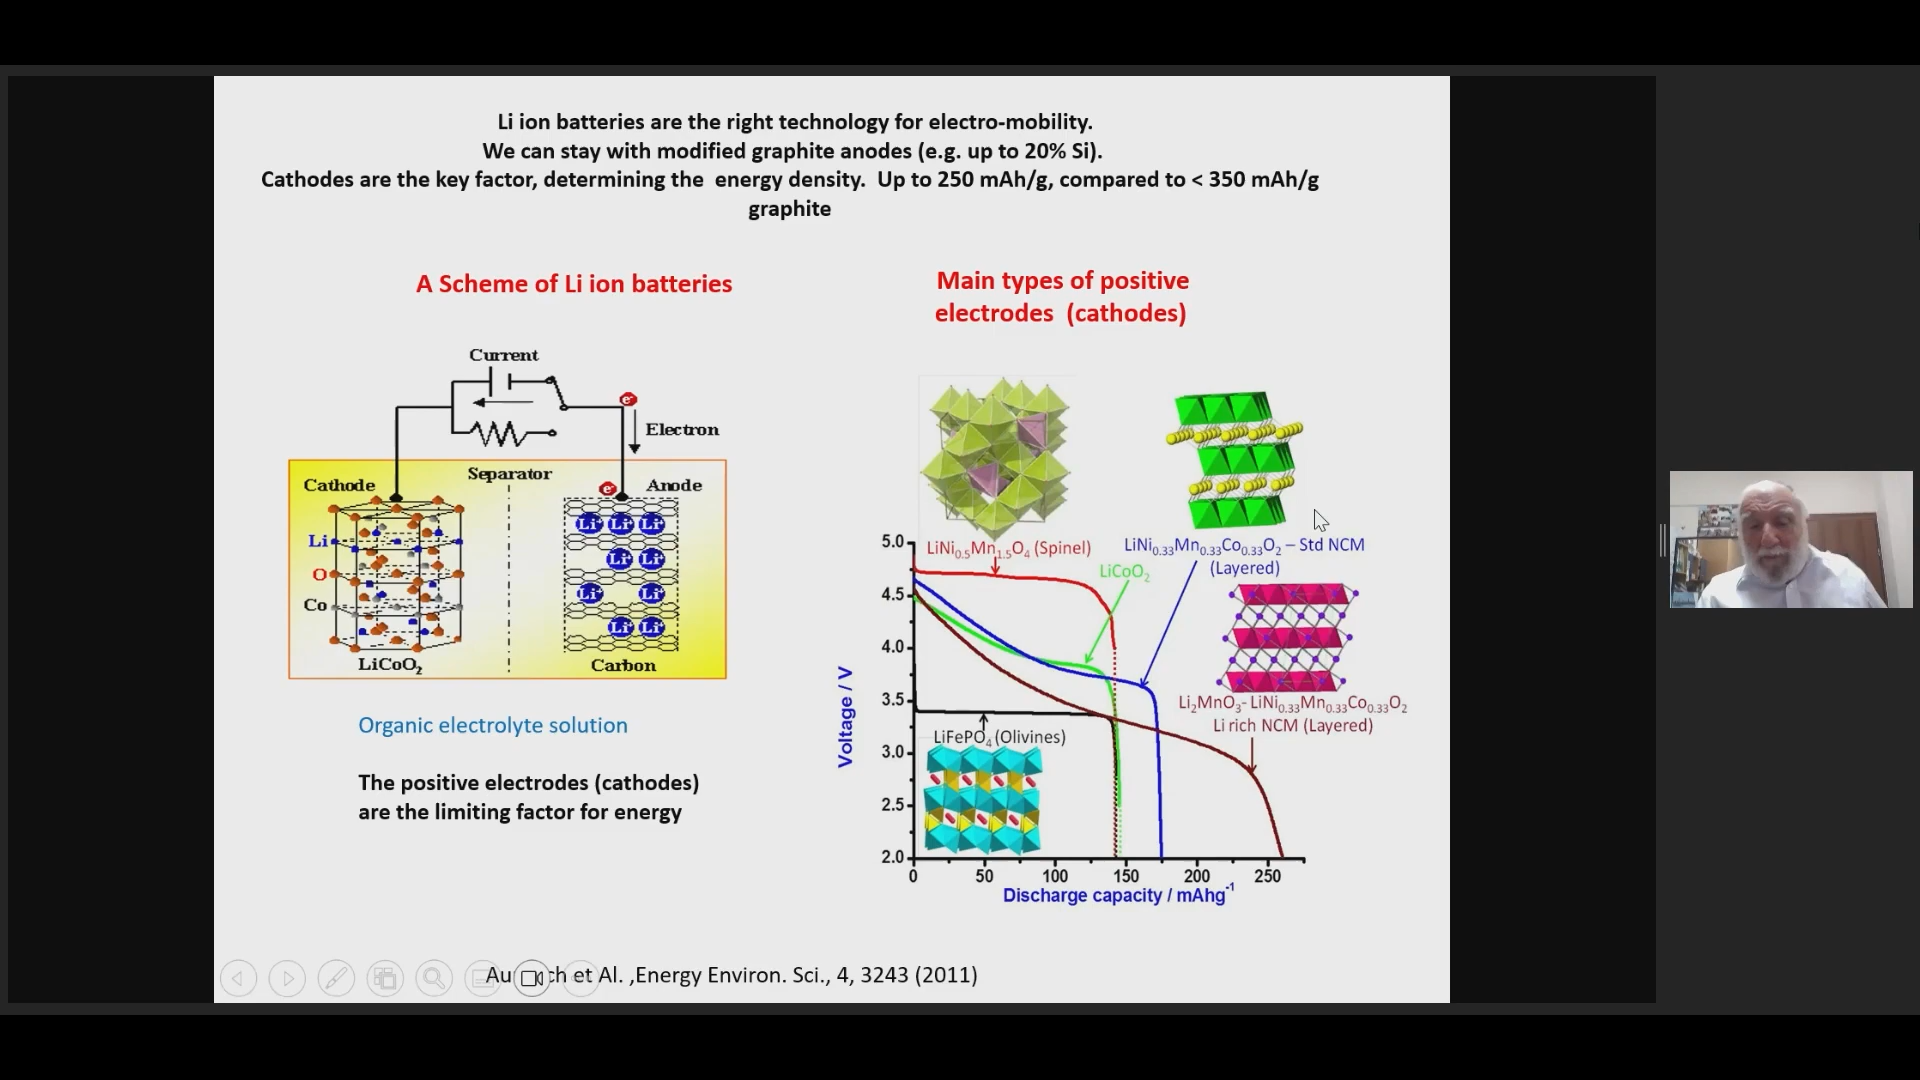 Li ion batteries are the right technology for electro-mobility.
We can stay with modified graphite anodes (e.g. up to 20% Si).
Cathodes are the key factor, determining the energy density. Up to 250 mAh/g, compared to < 350 mAh/g
graphite
A Scheme of Li ion batteries
Current
e⁻
Electron
Separator
Cathode
Anode
e⁻
Li
O
Co
Li⁺ Li⁺ Li⁺
Li⁺ Li⁺
Li⁺ Li⁺
Li⁺ Li⁺
LiCoO₂
Carbon
Organic electrolyte solution
The positive electrodes (cathodes)
are the limiting factor for energy
Main types of positive
electrodes (cathodes)
LiNi₀.₅Mn₁.₅O₄ (Spinel)
LiNi₀.₃₃Mn₀.₃₃Co₀.₃₃O₂ – Std NCM
(Layered)
LiCoO₂
Li₂MnO₃- LiNi₀.₃₃Mn₀.₃₃Co₀.₃₃O₂
Li rich NCM (Layered)
LiFePO₄ (Olivines)
Voltage / V
5.0
4.5
4.0
3.5
3.0
2.5
2.0
0 50 100 150 200 250
Discharge capacity / mAhg⁻¹
et Al. ,Energy Environ. Sci., 4, 3243 (2011)